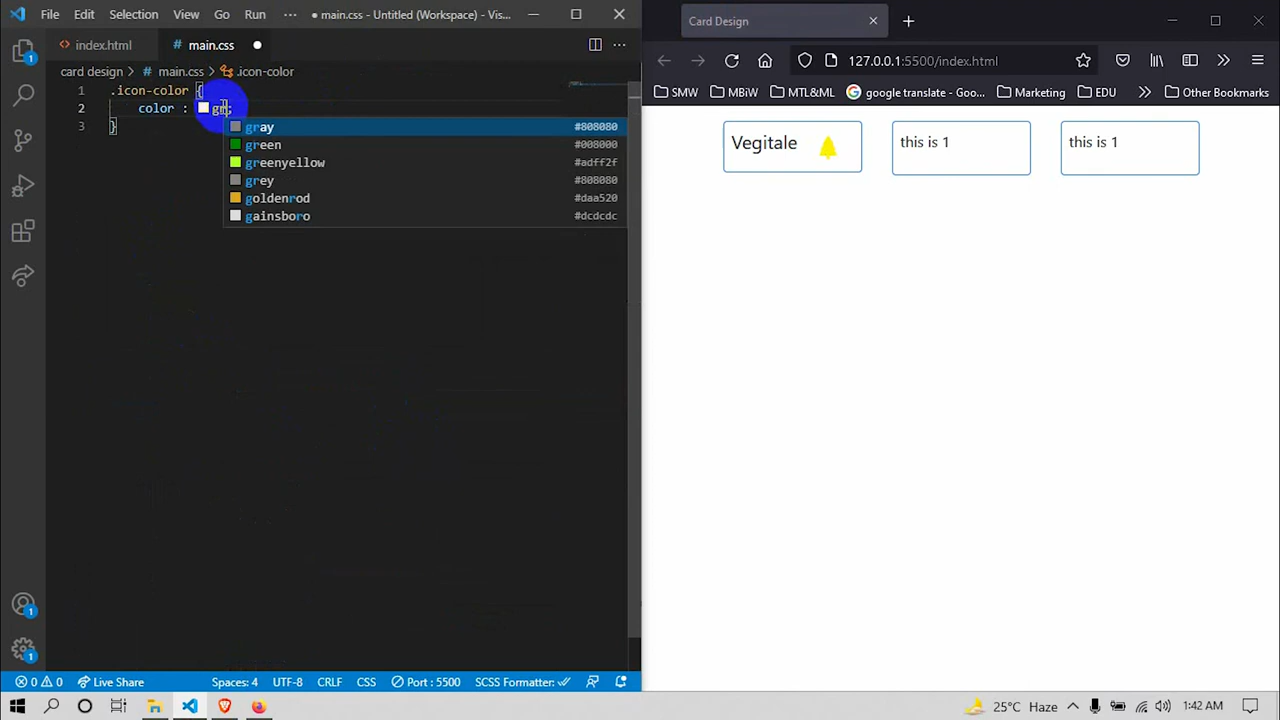 File Edit Selection View Go Run ··· ● main.css - Untitled (Workspace) - Vis...
Card Design
index.html
main.css
127.0.0.1:5500/index.html
card design > # main.css > .icon-color
SMW MBiW MTL&ML google translate - Goo... Marketing EDU Other Bookmarks
1 .icon-color {
2 color : gr;
3 }
gray #808080
green #008000
greenyellow #adff2f
grey #808080
goldenrod #daa520
gainsboro #dcdcdc
Vegitale
this is 1
this is 1
1
1
1
0 0 Live Share Spaces: 4 UTF-8 CRLF CSS Port : 5500 SCSS Formatter:
25°C Haze 1:42 AM